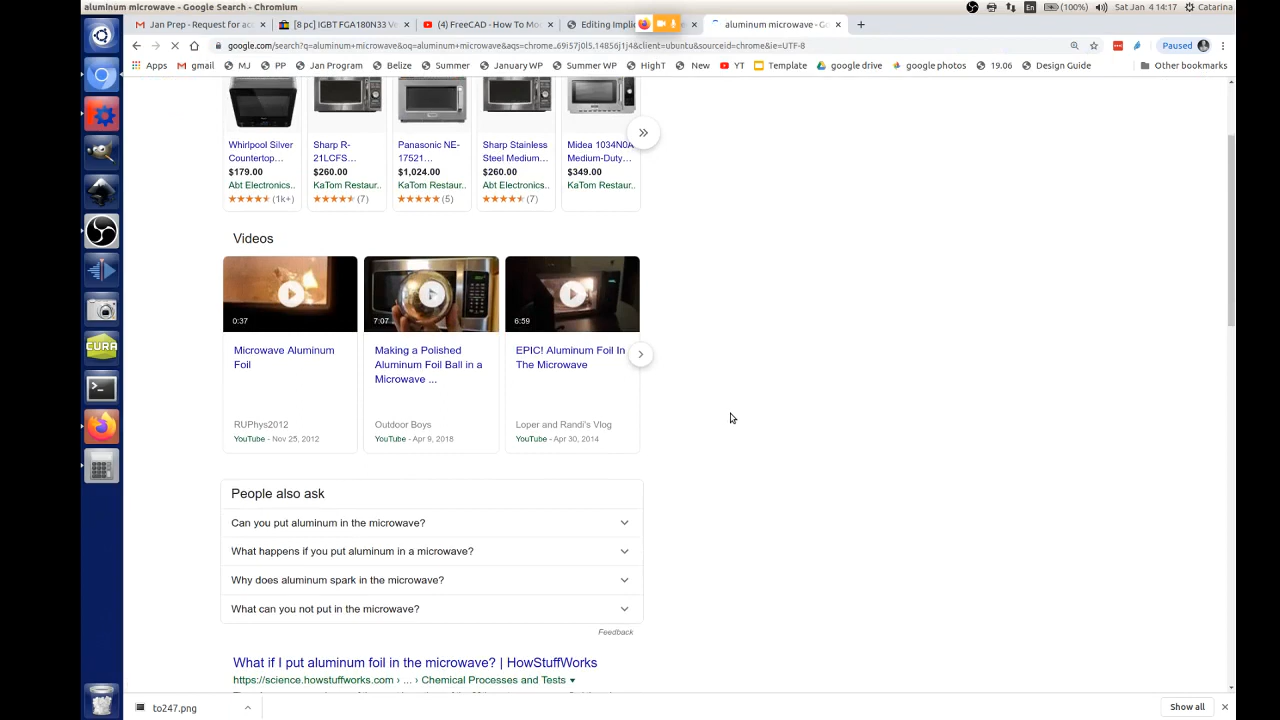 aluminum microwave - Google Search - Chromium
En
(100%)
Sat Jan 4 14:17
Catarina
Jan Prep - Request for ac
[8 pc] IGBT FGA180N33
(4) FreeCAD - How To Mo
Editing Implic
aluminum microwave - Go
google.com/search?q=aluminum+microwave&oq=aluminum+microwave&aqs=chrome..69i57j0l5.14856j1j4&client=ubuntu&sourceid=chrome&ie=UTF-8
Paused
Apps
gmail
MJ
PP
Jan Program
Belize
Summer
January WP
Summer WP
HighT
New
YT
Template
google drive
google photos
19.06
Design Guide
Other bookmarks
Whirlpool Silver
Countertop...
$179.00
Abt Electronics..
(1k+)
Sharp R-
21LCFS...
$260.00
KaTom Restaur..
(7)
Panasonic NE-
17521...
$1,024.00
KaTom Restaur..
(5)
Sharp Stainless
Steel Medium...
$260.00
Abt Electronics..
(7)
Midea 1034N0A
Medium-Duty...
$349.00
KaTom Restaur..
Videos
0:37
Microwave Aluminum
Foil
RUPhys2012
YouTube - Nov 25, 2012
7:07
Making a Polished
Aluminum Foil Ball in a
Microwave ...
Outdoor Boys
YouTube - Apr 9, 2018
6:59
EPIC! Aluminum Foil In
The Microwave
Loper and Randi's Vlog
YouTube - Apr 30, 2014
People also ask
Can you put aluminum in the microwave?
What happens if you put aluminum in a microwave?
Why does aluminum spark in the microwave?
What can you not put in the microwave?
Feedback
What if I put aluminum foil in the microwave? | HowStuffWorks
https://science.howstuffworks.com › ... › Chemical Processes and Tests
CURA
to247.png
Show all